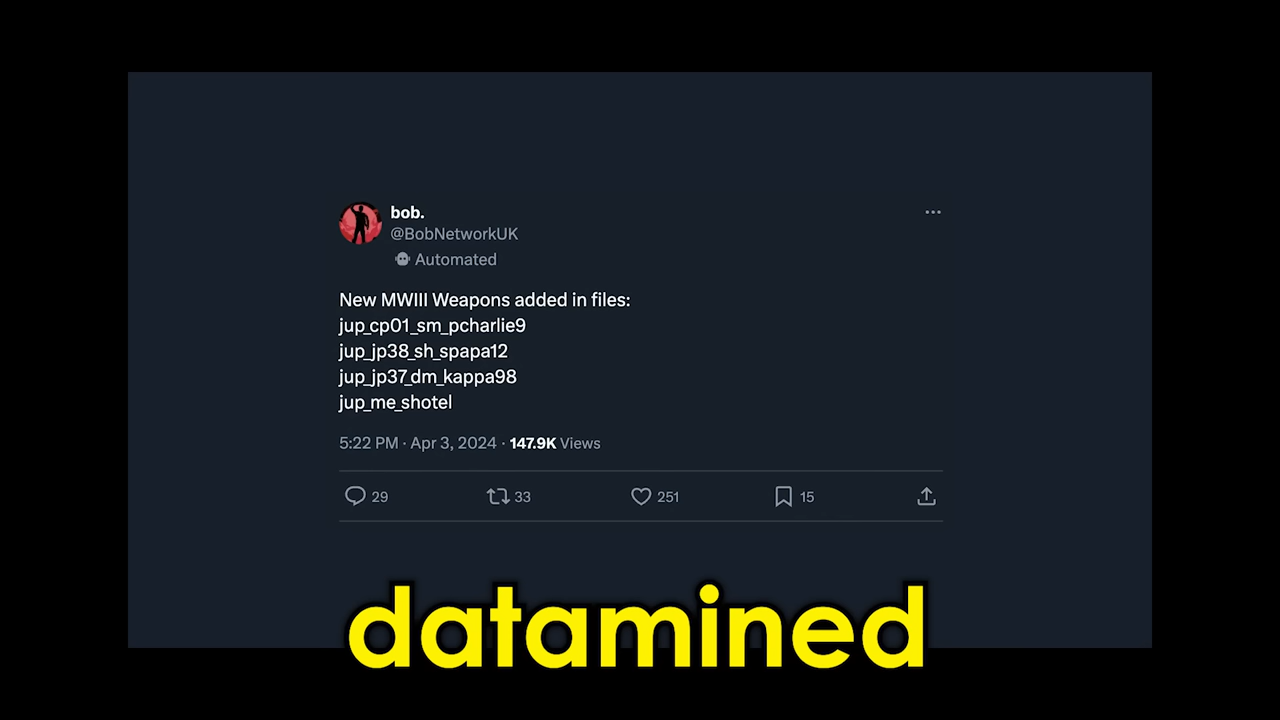 bob.
@BobNetworkUK
Automated
New MWIII Weapons added in files:
jup_cp01_sm_pcharlie9
jup_jp38_sh_spapa12
jup_jp37_dm_kappa98
jup_me_shotel
5:22 PM · Apr 3, 2024 · 147.9K Views
29 33 251 15
datamined